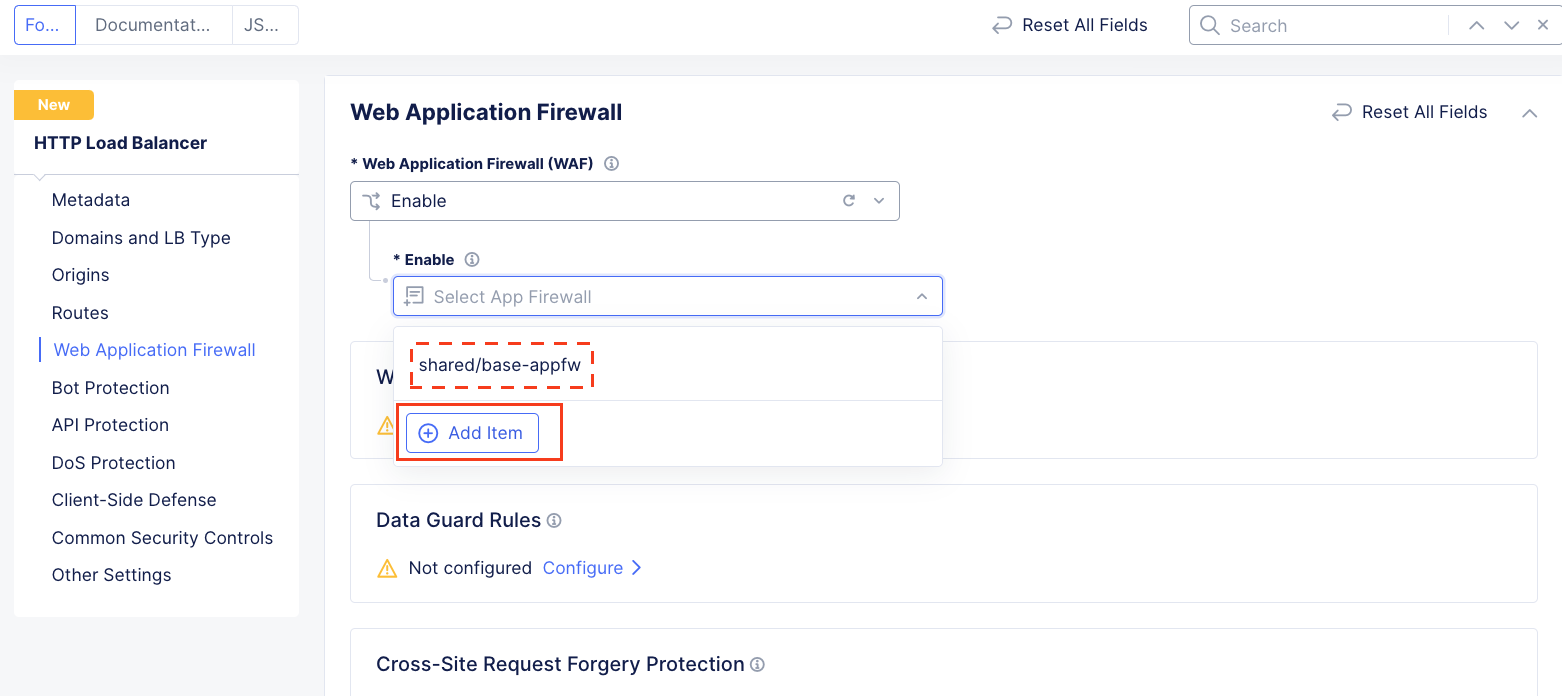 Fo...
Documentat...
JS...
Reset All Fields
Search
New
HTTP Load Balancer
Metadata
Domains and LB Type
Origins
Routes
Web Application Firewall
Bot Protection
API Protection
DoS Protection
Client-Side Defense
Common Security Controls
Other Settings
Web Application Firewall
Reset All Fields
* Web Application Firewall (WAF)
Enable
* Enable
Select App Firewall
shared/base-appfw
Add Item
Data Guard Rules
Not configured Configure
Cross-Site Request Forgery Protection